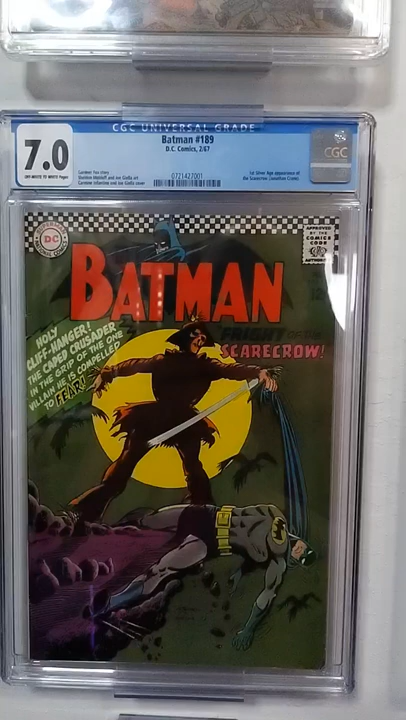 CGC UNIVERSAL GRADE
7.0
OFF-WHITE TO WHITE Pages
Batman #189
D.C. Comics, 2/67
Gardner Fox story
Sheldon Moldoff and Joe Giella art
Carmine Infantino and Joe Giella cover
0721427001
1st Silver Age appearance of
the Scarecrow (Jonathan Crane)
CGC
DC
APPROVED
BY THE
COMICS
CODE
AUTHORITY
BATMAN
HOLY
CLIFF-HANGER!
THE CAPED CRUSADER
IN THE GRIP OF THE ONE
VILLAIN HE IS COMPELLED
TO FEAR!
FRIGHT OF THE
SCARECROW!